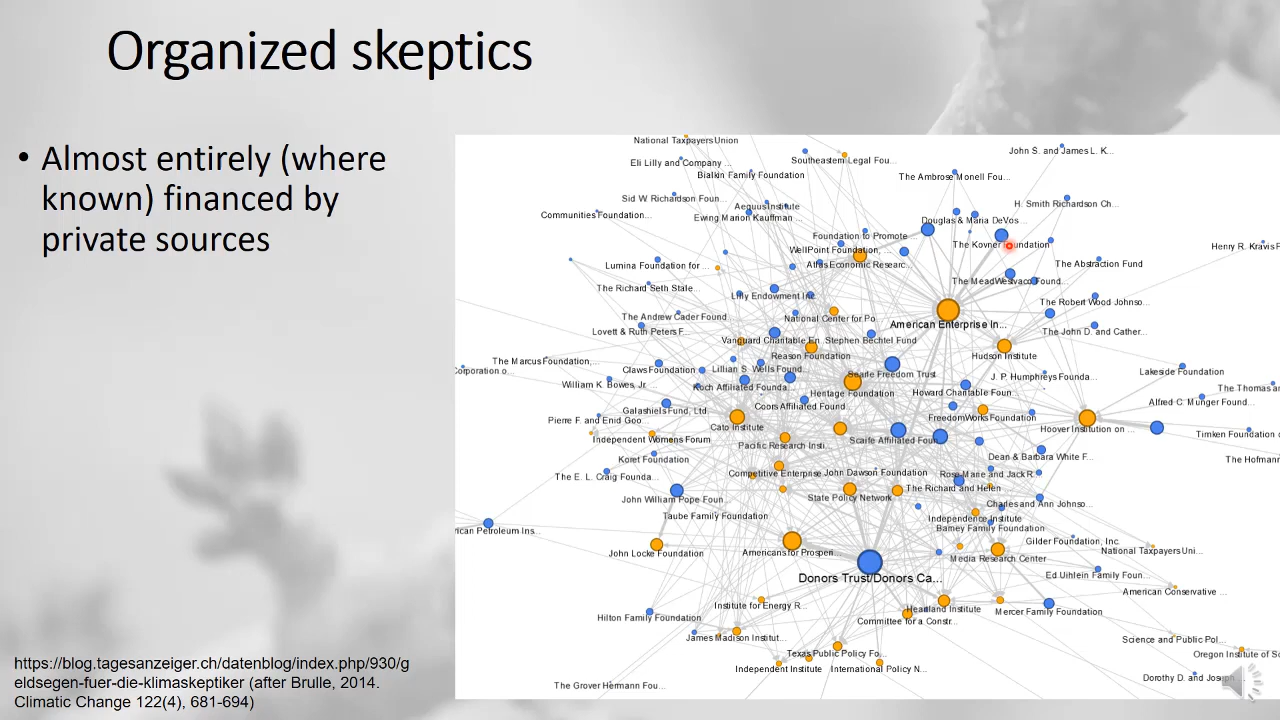 Organized skeptics
• Almost entirely (where
known) financed by
private sources
National Taxpayers Union
Eli Lilly and Company ...
Bialkin Family Foundation
Southeastern Legal Fou...
John S. and James L. K...
The Ambrose Monell Fou...
Sid W. Richardson Foun...
Communities Foundation...
Aequus Institute
Ewing Marion Kauffman ...
H. Smith Richardson Ch...
Douglas & Maria DeVos ...
Foundation to Promote ...
WellPoint Foundation, ...
The Kovner Foundation
Henry R. Kravis F
Lumina Foundation for ...
Atlas Economic Researc...
The Abstraction Fund
The Richard Seth Stale...
Lilly Endowment Inc.
The MeadWestvaco Found...
The Robert Wood Johnso...
The Andrew Cader Found...
National Center for Po...
American Enterprise In...
Lovett & Ruth Peters F...
Vanguard Charitable En...
Stephen Bechtel Fund
The John D. and Cather...
Reason Foundation
Hudson Institute
The Marcus Foundation,...
Corporation o...
Claws Foundation
Lillian S. Wells Found...
Searle Freedom Trust
J. P. Humphreys Founda...
Lakeside Foundation
William K. Bowes, Jr.
Koch Affiliated Founda...
Heritage Foundation
Howard Charitable Foun
The Thomas an
Galashiels Fund, Ltd.
Coors Affiliated Found
Alfred C. Munger Found...
Pierre F. and Enid Goo...
Cato Institute
FreedomWorks Foundation
Hoover Institution on ...
Timken Foundation o
Independent Womens Forum
Pacific Research Insti...
Scaife Affiliated Foun
Koret Foundation
Dean & Barbara White F...
The Hofmann
The E. L. Craig Founda...
Competitive Enterprise
John Dawson Foundation
Rose-Marie and Jack R.
John William Pope Foun...
State Policy Network
The Richard and Helen
Charles and Ann Johnso...
Taube Family Foundation
Independence Institute
Barney Family Foundation
rican Petroleum Ins...
Gilder Foundation, Inc.
John Locke Foundation
Americans for Prosperi
Media Research Center
National Taxpayers Uni...
Donors Trust/Donors Ca...
Ed Uihlein Family Foun...
American Conservative ...
Institute for Energy R...
Heartland Institute
Mercer Family Foundation
Hilton Family Foundation
Committee for a Constr...
James Madison Institut...
Science and Public Pol...
Texas Public Policy Fo...
Oregon Institute of Sc
Independent Institute
International Policy N...
Dorothy D. and Joseph...
The Grover Hermann Fou...
https://blog.tagesanzeiger.ch/datenblog/index.php/930/g
eldsegen-fuer-die-klimaskeptiker (after Brulle, 2014.
Climatic Change 122(4), 681-694)